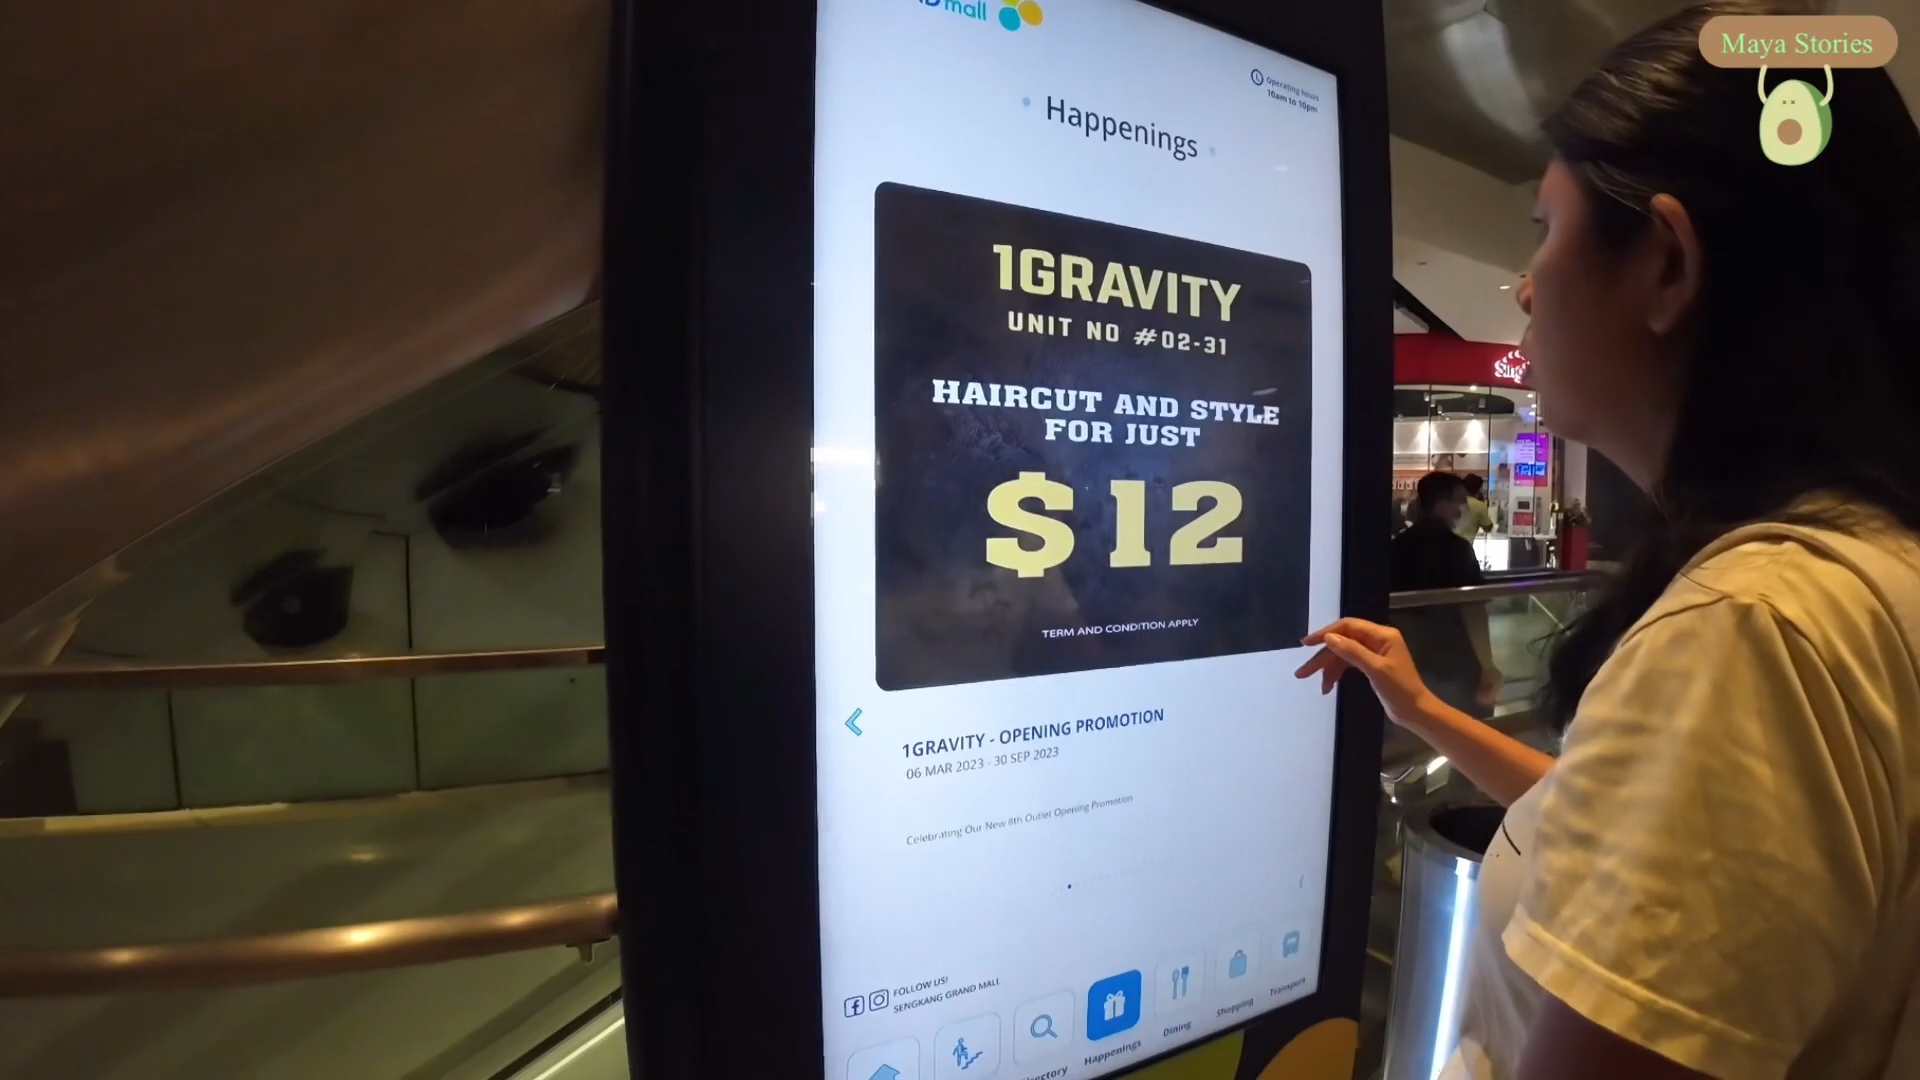 Maya Stories
mall
Operating hours
10am to 10pm
Happenings
1GRAVITY
UNIT NO #02-31
HAIRCUT AND STYLE
FOR JUST
$12
TERM AND CONDITION APPLY
1GRAVITY - OPENING PROMOTION
06 MAR 2023 - 30 SEP 2023
Celebrating Our New 8th Outlet Opening Promotion
FOLLOW US!
SENGKANG GRAND MALL
Happenings
Dining
Shopping
Transport